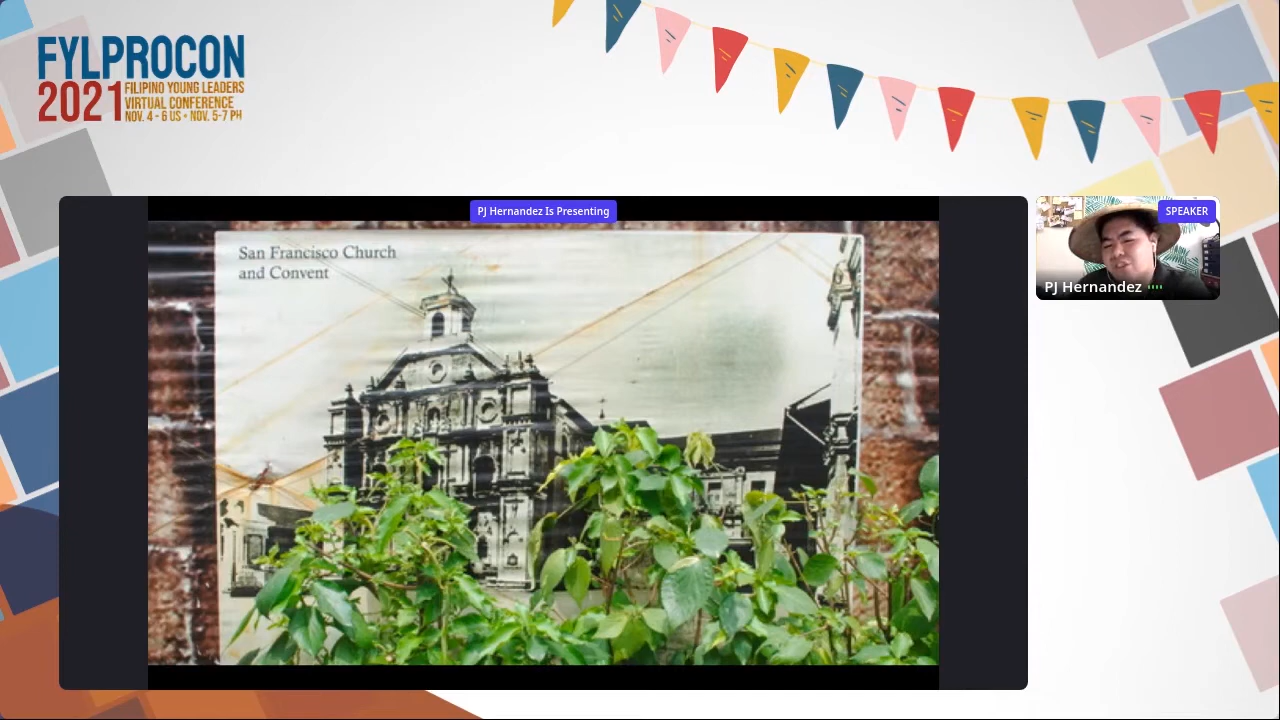 FYLPROCON
2021 FILIPINO YOUNG LEADERS
VIRTUAL CONFERENCE
NOV. 4 - 6 US • NOV. 5-7 PH
PJ Hernandez Is Presenting
SPEAKER
San Francisco Church
and Convent
PJ Hernandez